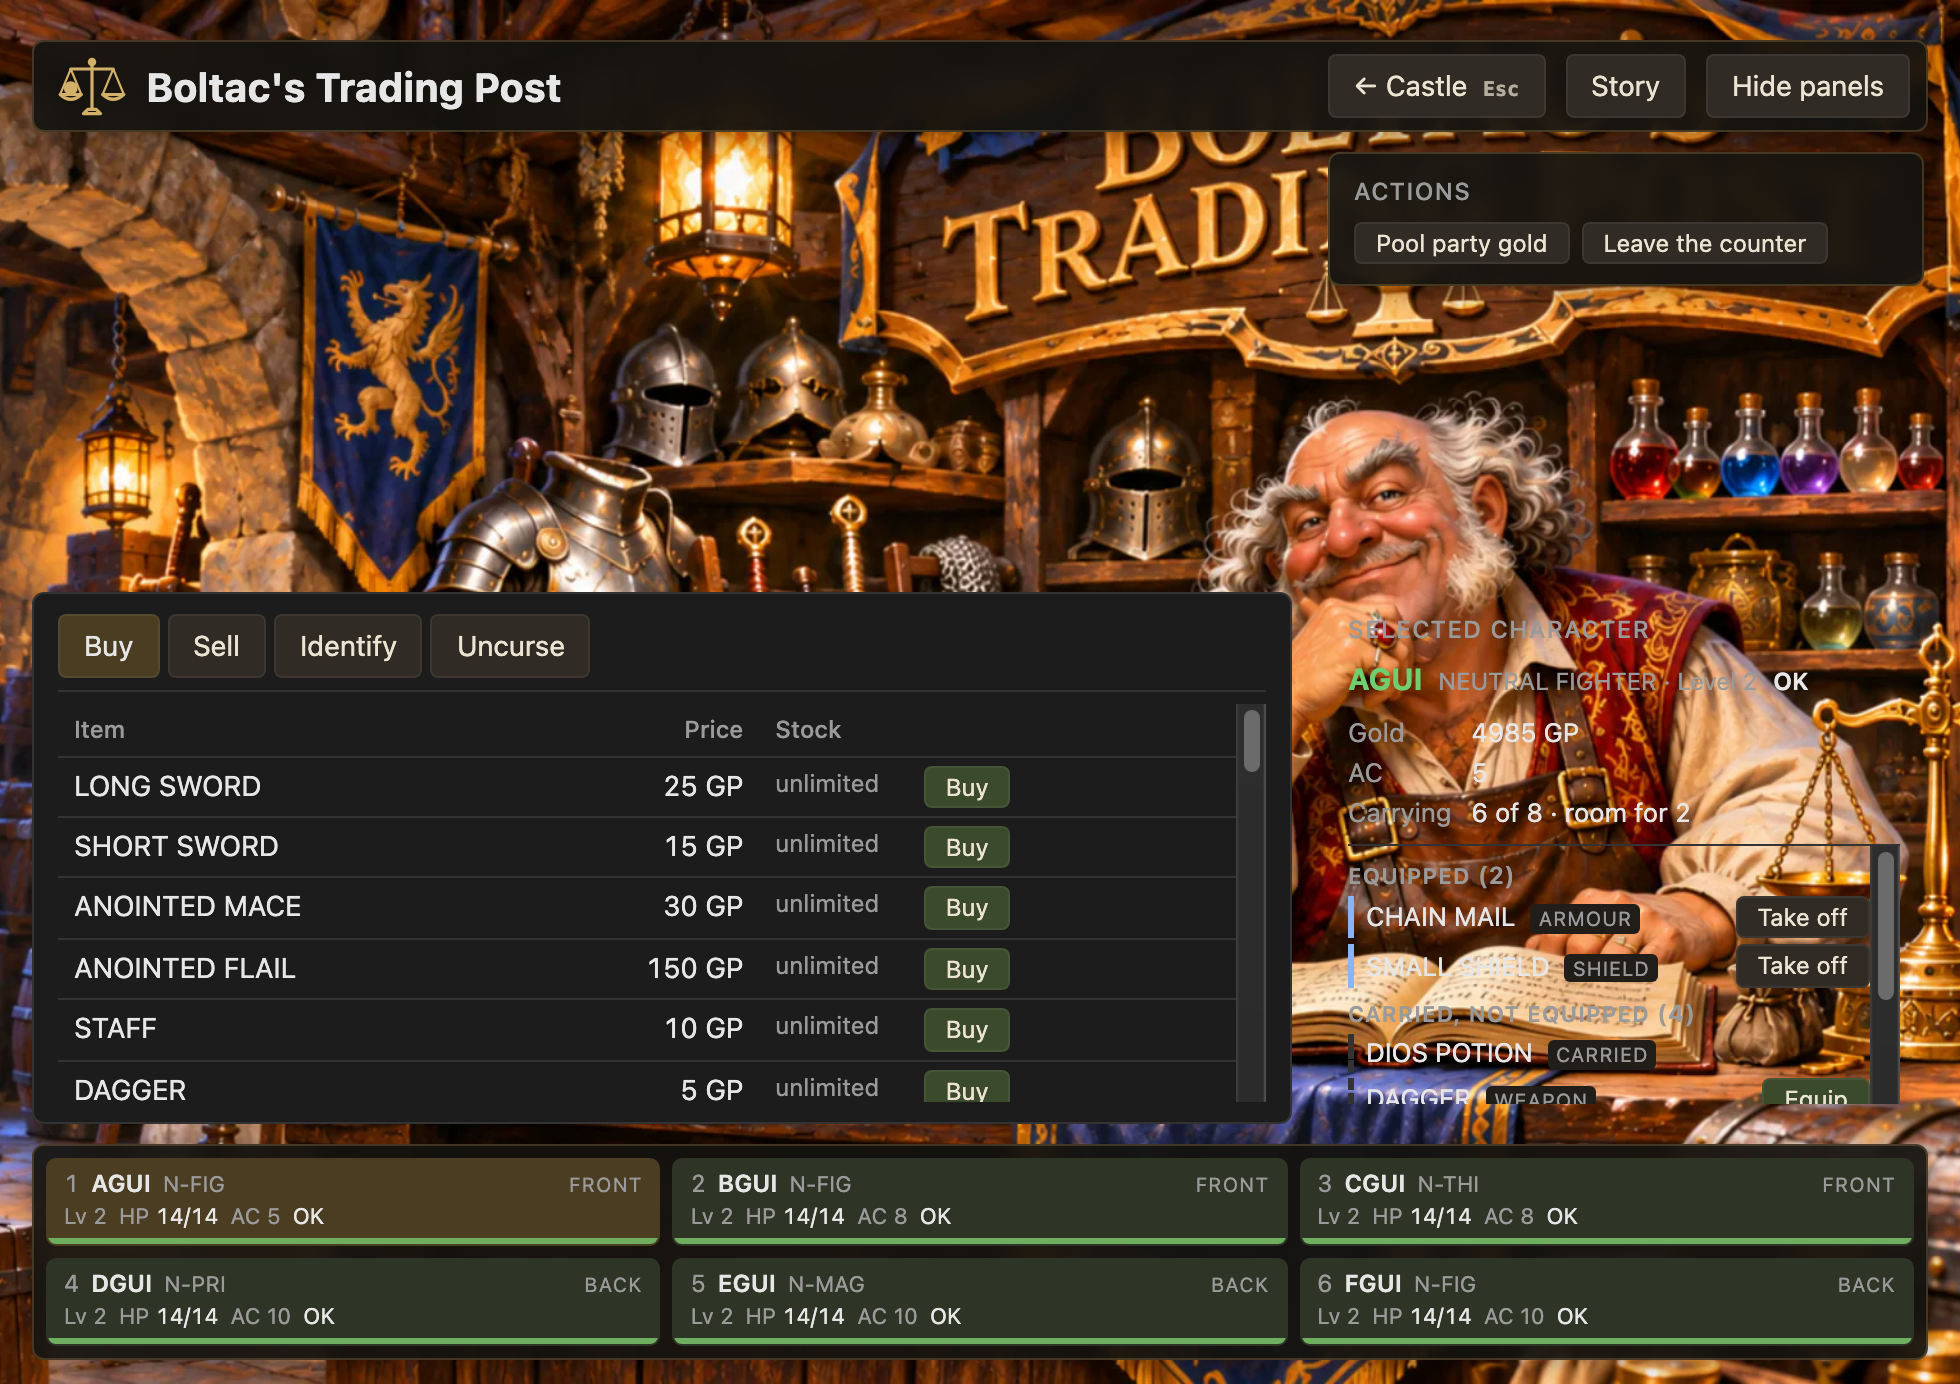 Boltac's Trading Post
← Castle Esc
Story
Hide panels
TRADI
ACTIONS
Pool party gold
Leave the counter
Buy
Sell
Identify
Uncurse
Item Price Stock
LONG SWORD 25 GP unlimited Buy
SHORT SWORD 15 GP unlimited Buy
ANOINTED MACE 30 GP unlimited Buy
ANOINTED FLAIL 150 GP unlimited Buy
STAFF 10 GP unlimited Buy
DAGGER 5 GP unlimited Buy
SELECTED CHARACTER
AGUI NEUTRAL FIGHTER · Level 2 OK
Gold 4985 GP
AC 5
Carrying 6 of 8 · room for 2
EQUIPPED (2)
CHAIN MAIL ARMOUR Take off
SMALL SHIELD SHIELD Take off
CARRIED, NOT EQUIPPED (4)
DIOS POTION CARRIED
DAGGER WEAPON Equip
1 AGUI N-FIG FRONT
Lv 2 HP 14/14 AC 5 OK
2 BGUI N-FIG FRONT
Lv 2 HP 14/14 AC 8 OK
3 CGUI N-THI FRONT
Lv 2 HP 14/14 AC 8 OK
4 DGUI N-PRI BACK
Lv 2 HP 14/14 AC 10 OK
5 EGUI N-MAG BACK
Lv 2 HP 14/14 AC 10 OK
6 FGUI N-FIG BACK
Lv 2 HP 14/14 AC 10 OK